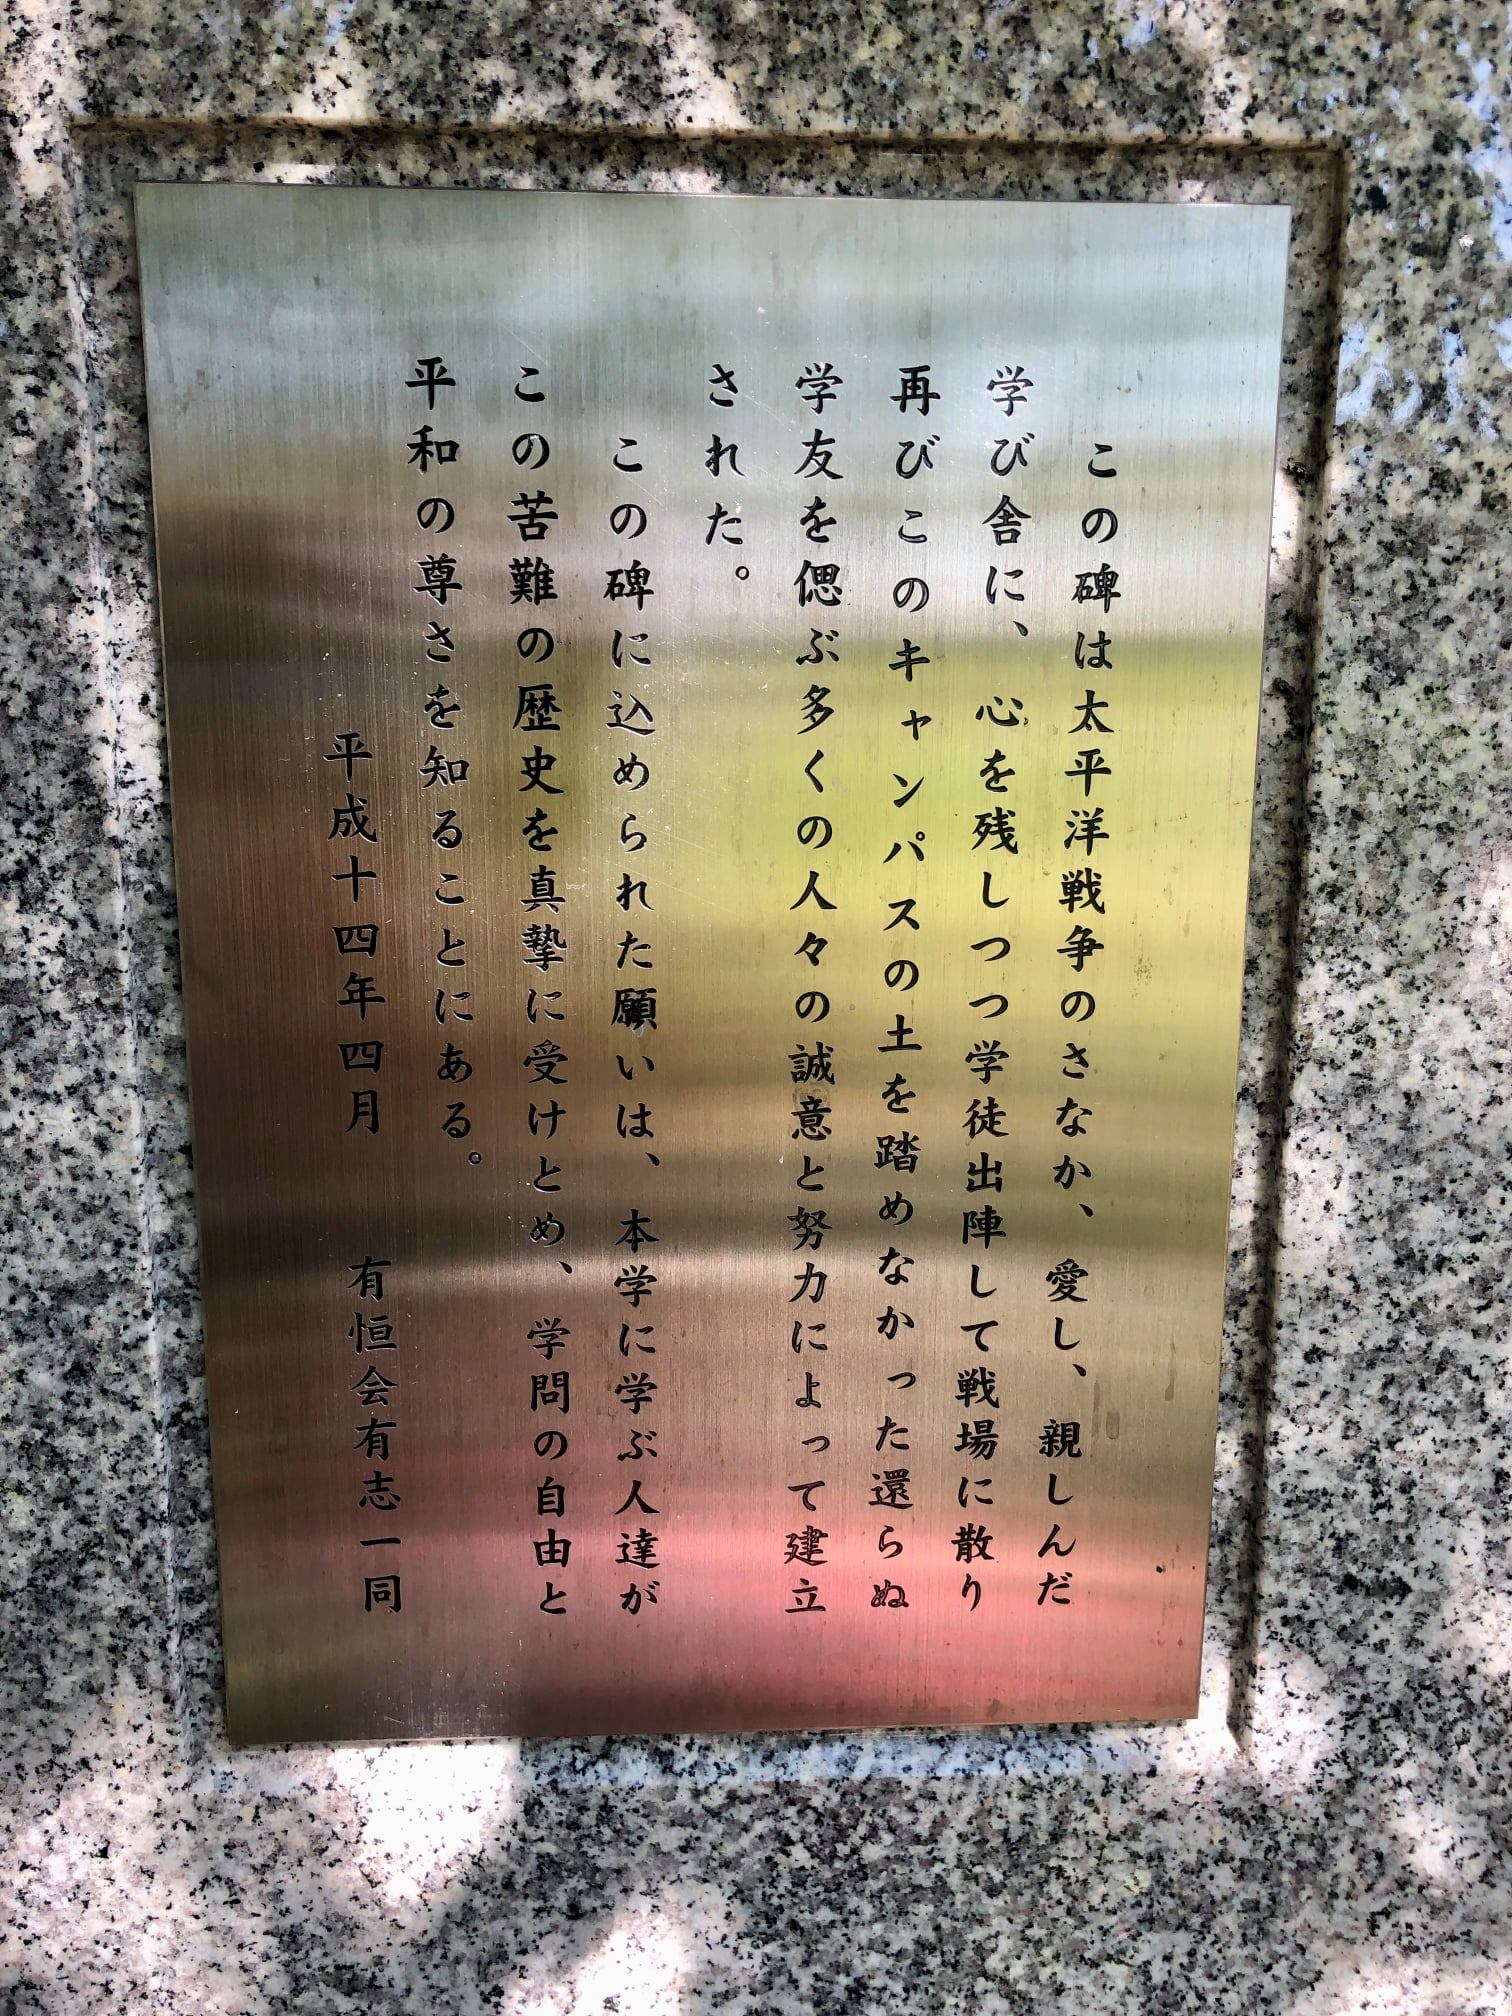 この碑は太平洋戦争のさなか、愛し、親しんだ
学び舎に、心を残しつつ学徒出陣して戦場に散り
再びこのキャンパスの土を踏めなかった還らぬ
学友を偲ぶ多くの人々の誠意と努力によって建立
された。
この碑に込められた願いは、本学に学ぶ人達が
この苦難の歴史を真摯に受けとめ、学問の自由と
平和の尊さを知ることにある。
平成十四年四月　有恒会有志一同